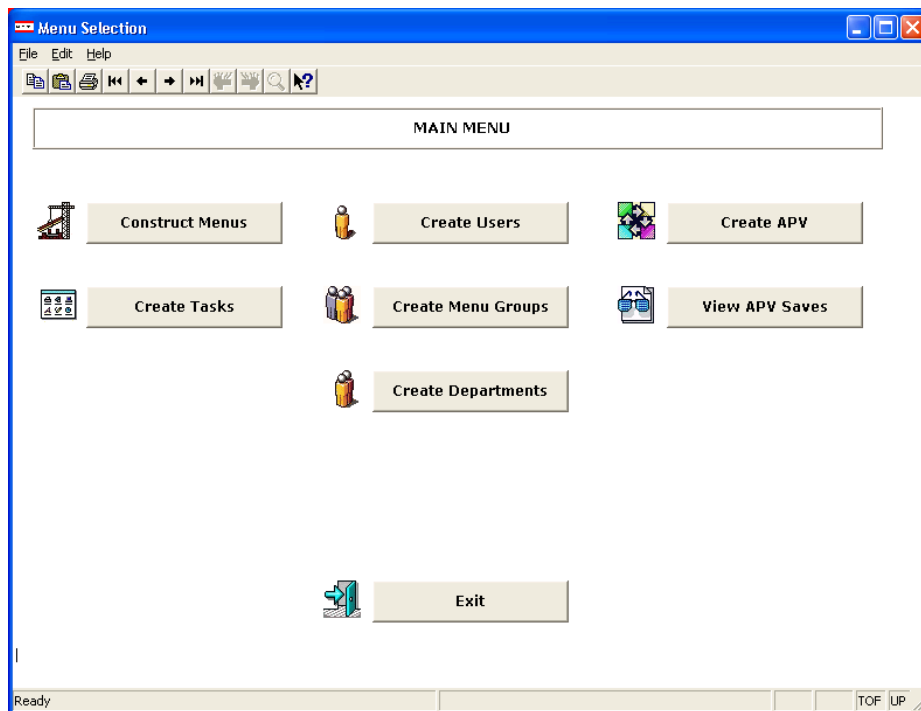 Menu Selection
File Edit Help
MAIN MENU
Construct Menus Create Users Create APV
Create Tasks Create Menu Groups View APV Saves
Create Departments
Exit
Ready TOF UP